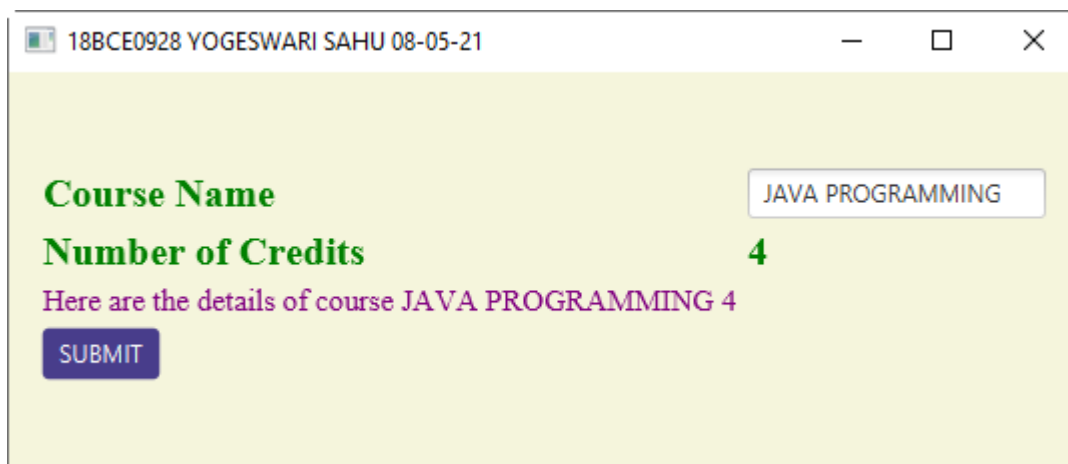 18BCE0928 YOGESWARI SAHU 08-05-21
Course Name JAVA PROGRAMMING
Number of Credits 4
Here are the details of course JAVA PROGRAMMING 4
SUBMIT